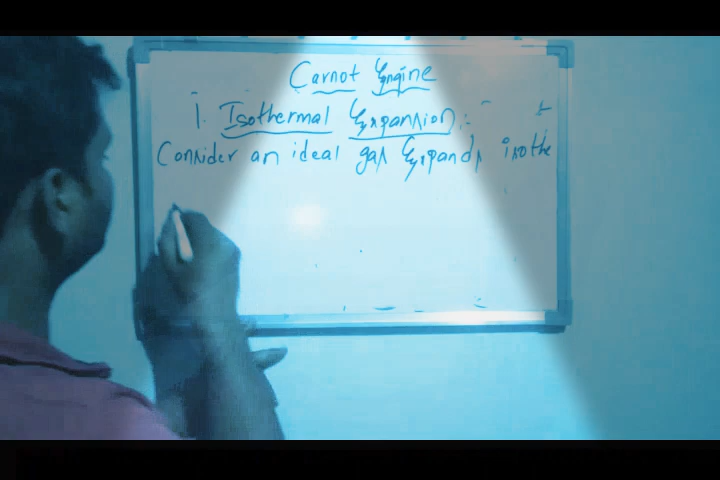 Carnot Engine
1. Isothermal Expansion :-
Consider an ideal gas Expands isothe